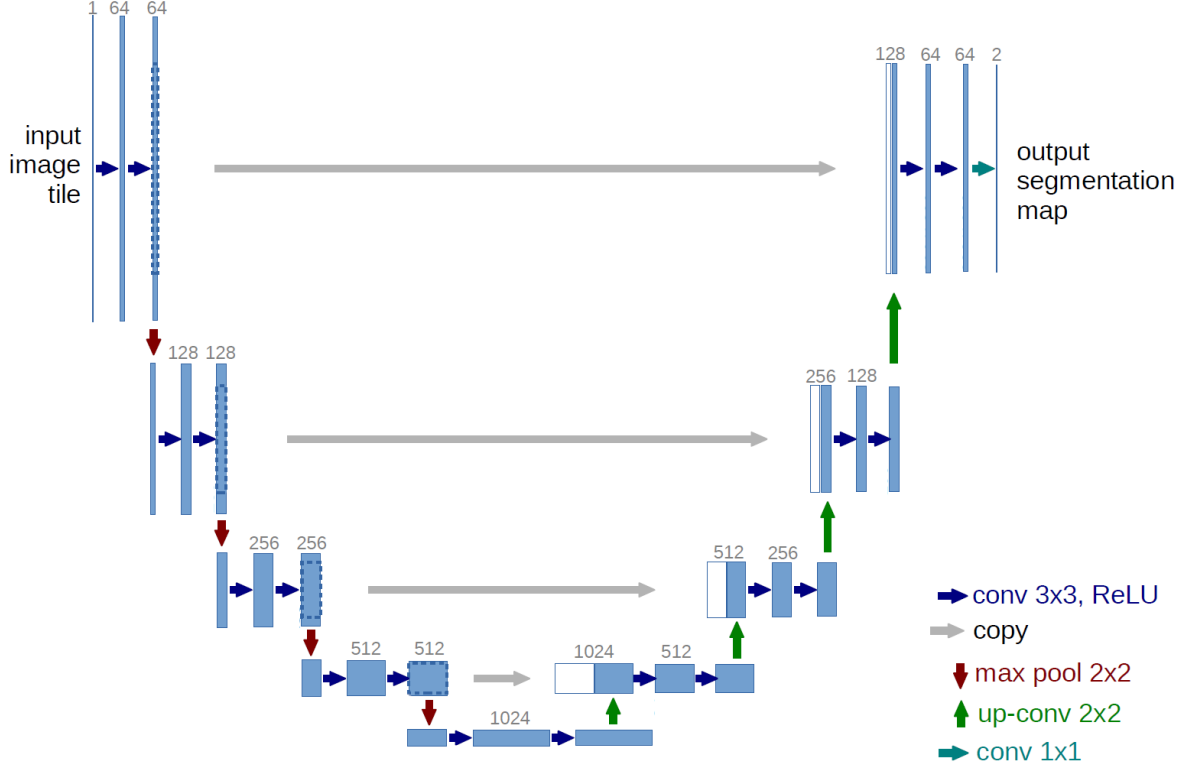 1 64 64
128 64 64 2
input
image
tile
output
segmentation
map
128 128
256 128
256 256
512 256
512 512
1024 512
1024
conv 3x3, ReLU
copy
max pool 2x2
up-conv 2x2
conv 1x1